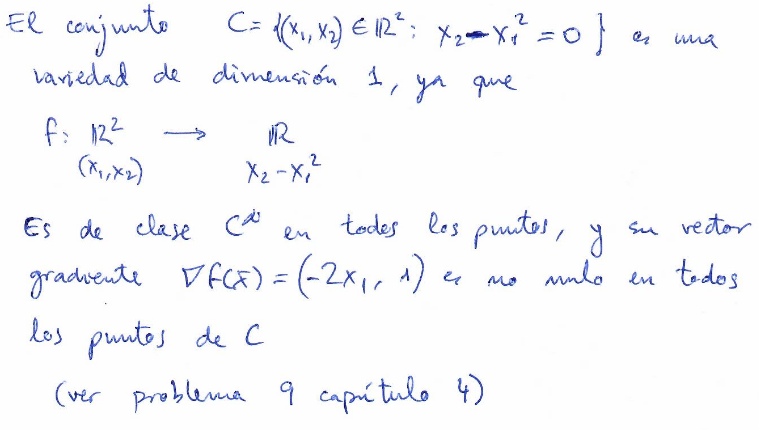 El conjunto C = {(x₁, x₂) ∈ ℝ² : x₂ - x₁² = 0} es una
variedad de dimensión 1, ya que
f: ℝ² → ℝ
(x₁, x₂) x₂ - x₁²
Es de clase C^∞ en todos los puntos, y su vector
gradiente ∇f(x̄) = (-2x₁, 1) es no nulo en todos
los puntos de C
(ver problema 9 capítulo 4)